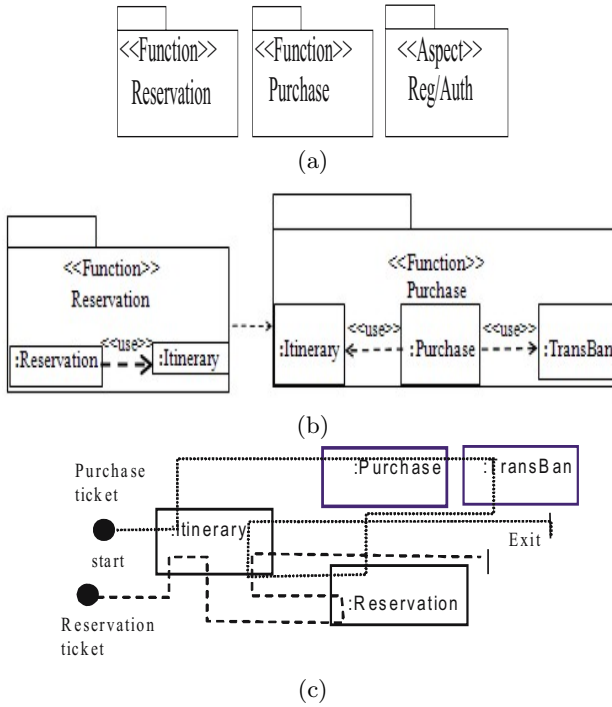 <<Function>>
Reservation
<<Function>>
Purchase
<<Aspect>>
Reg/Auth
(a)
<<Function>>
Reservation
:Reservation
<<use>>
:Itinerary
<<Function>>
Purchase
:Itinerary
<<use>>
:Purchase
<<use>>
:TransBan
(b)
Purchase
ticket
start
:Itinerary
:Purchase
:TransBan
Exit
Reservation
ticket
:Reservation
(c)